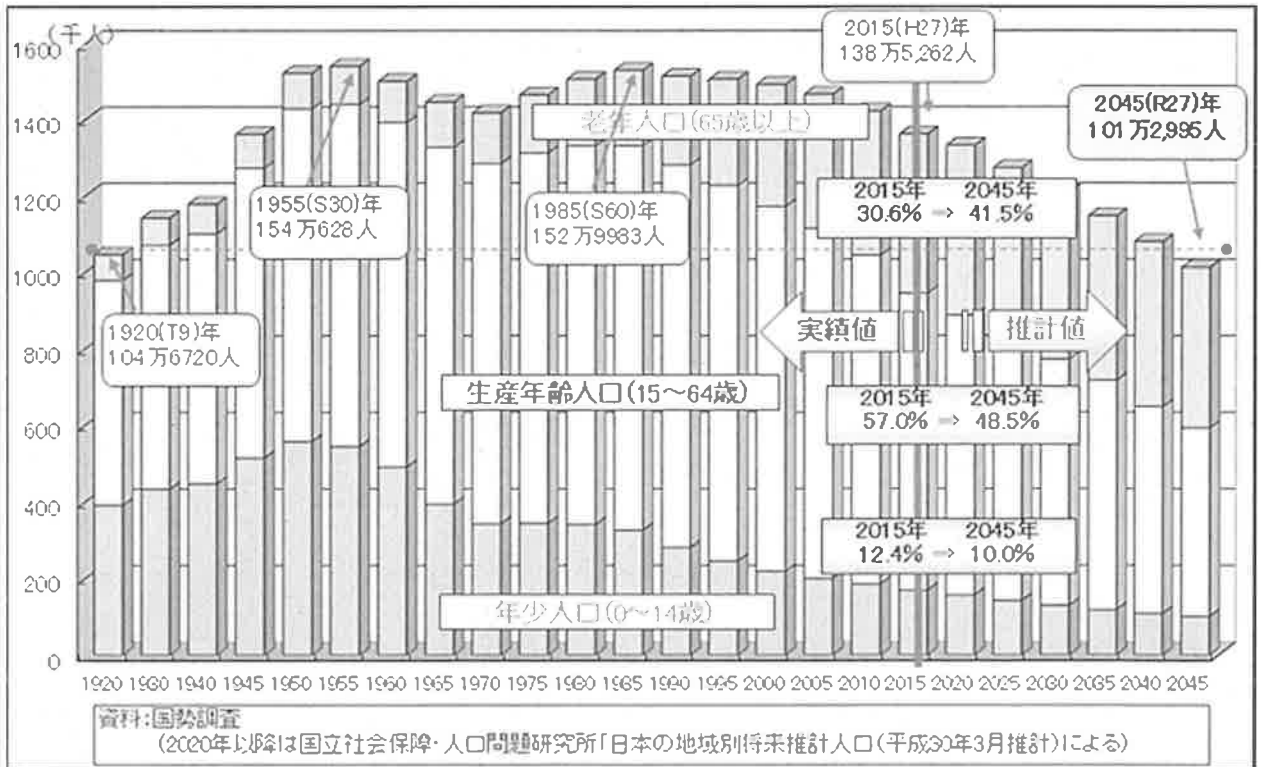 (千人)
1600
1400
1200
1000
800
600
400
200
0
2015(H27)年
138万5,262人
2045(R27)年
101万2,995人
老年人口(65歳以上)
1955(S30)年
154万628人
1985(S60)年
152万9983人
2015年 2045年
30.6% ⇒ 41.5%
1920(T9)年
104万6720人
実績値
推計値
生産年齢人口(15～64歳)
2015年 2045年
57.0% ⇒ 48.5%
2015年 2045年
12.4% ⇒ 10.0%
年少人口(0～14歳)
1920 1930 1940 1945 1950 1955 1960 1965 1970 1975 1980 1985 1990 1995 2000 2005 2010 2015 2020 2025 2030 2035 2040 2045
資料:国勢調査
(2020年以降は国立社会保障・人口問題研究所「日本の地域別将来推計人口(平成30年3月推計)による)